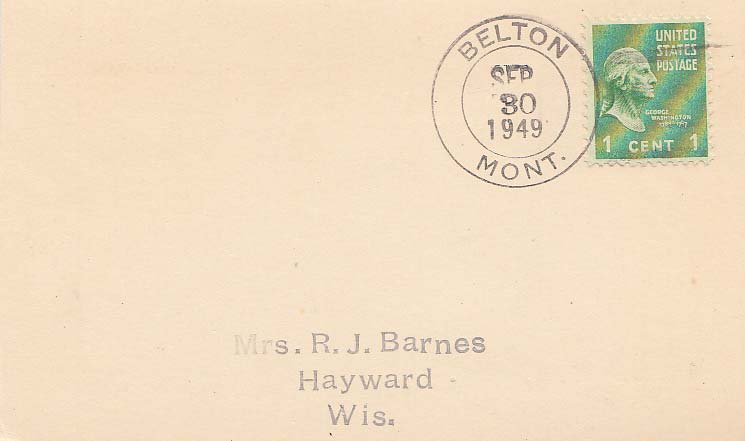 BELTON
SEP
30
1949
MONT.
UNITED
STATES
POSTAGE
GEORGE
WASHINGTON
1 CENT 1
Mrs. R. J. Barnes
Hayward
Wis.